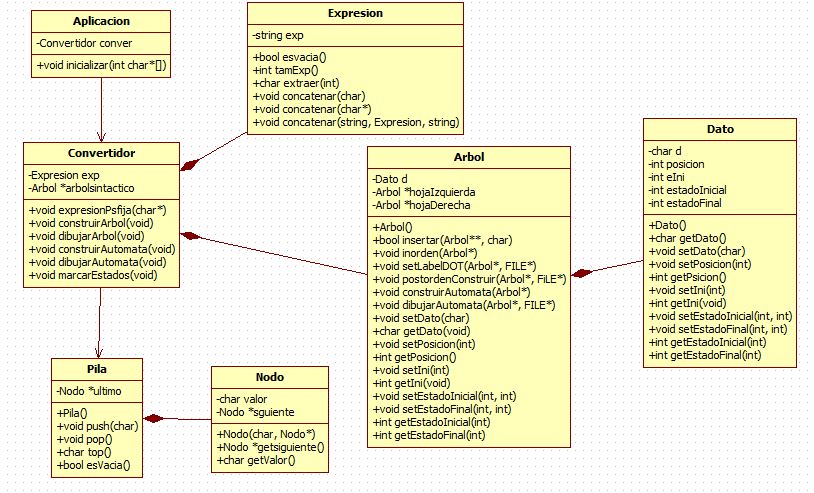 Aplicacion
-Convertidor conver
+void inicializar(int char*[])
Expresion
-string exp
+bool esvacia()
+int tamExp()
+char extraer(int)
+void concatenar(char)
+void concatenar(char*)
+void concatenar(string, Expresion, string)
Convertidor
-Expresion exp
-Arbol *arbolsintactico
+void expresionPsfija(char*)
+void construirArbol(void)
+void dibujarArbol(void)
+void construirAutomata(void)
+void dibujarAutomata(void)
+void marcarEstados(void)
Arbol
-Dato d
-Arbol *hojaIzquierda
-Arbol *hojaDerecha
+Arbol()
+bool insertar(Arbol**, char)
+void inorden(Arbol*)
+void setLabelDOT(Arbol*, FILE*)
+void postordenConstruir(Arbol*, FiLE*)
+void construirAutomata(Arbol*)
+void dibujarAutomata(Arbol*, FILE*)
+void setDato(char)
+char getDato(void)
+void setPosicion(int)
+int getPosicion()
+void setIni(int)
+int getIni(void)
+void setEstadoInicial(int, int)
+void setEstadoFinal(int, int)
+int getEstadoInicial(int)
+int getEstadoFinal(int)
Dato
-char d
-int posicion
-int eIni
-int estadoInicial
-int estadoFinal
+Dato()
+char getDato()
+void setDato(char)
+void setPosicion(int)
+int getPsicion()
+void setIni(int)
+int getIni(void)
+void setEstadoInicial(int, int)
+void setEstadoFinal(int, int)
+int getEstadoInicial(int)
+int getEstadoFinal(int)
Pila
-Nodo *ultimo
+Pila()
+void push(char)
+void pop()
+char top()
+bool esVacia()
Nodo
-char valor
-Nodo *sguiente
+Nodo(char, Nodo*)
+Nodo *getsiguiente()
+char getValor()